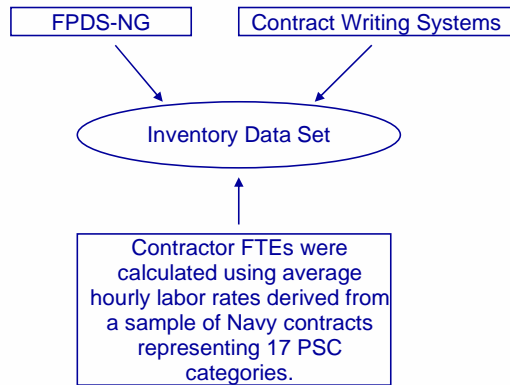 FPDS-NG
Contract Writing Systems
Inventory Data Set
Contractor FTEs were
calculated using average
hourly labor rates derived from
a sample of Navy contracts
representing 17 PSC
categories.